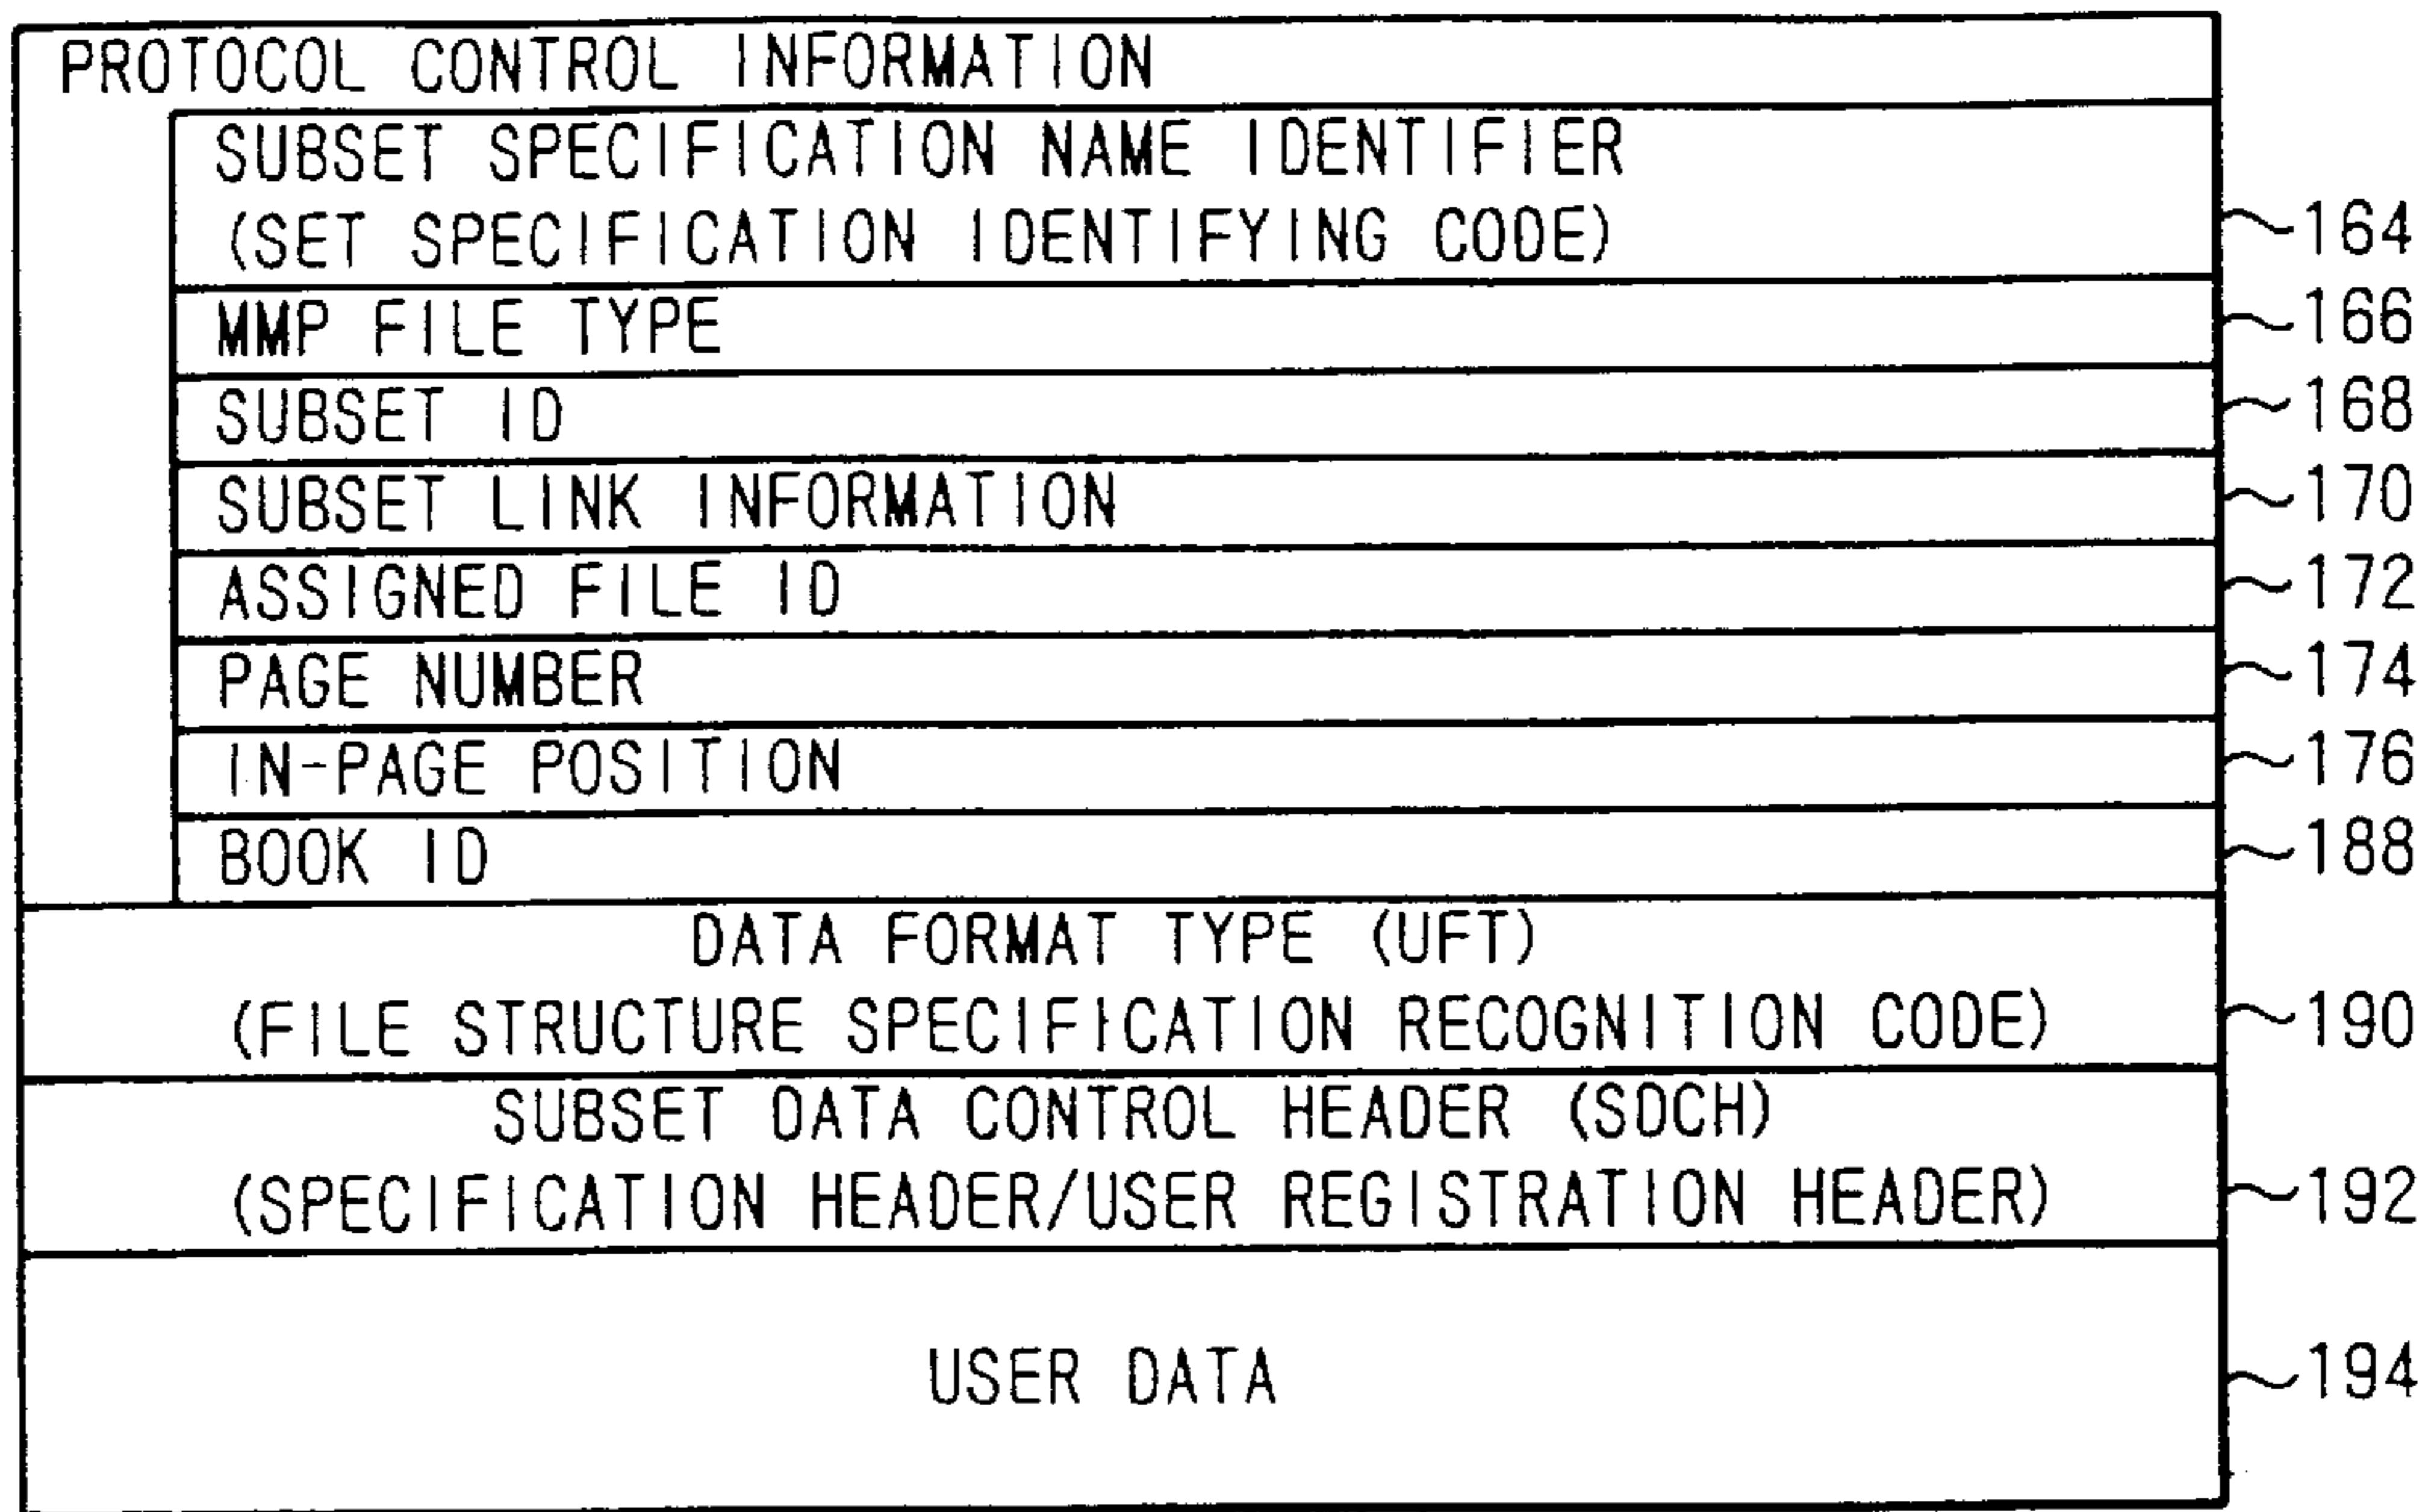 PROTOCOL CONTROL INFORMATION
SUBSET SPECIFICATION NAME IDENTIFIER
(SET SPECIFICATION IDENTIFYING CODE) 164
MMP FILE TYPE 166
SUBSET ID 168
SUBSET LINK INFORMATION 170
ASSIGNED FILE ID 172
PAGE NUMBER 174
IN-PAGE POSITION 176
BOOK ID 188
DATA FORMAT TYPE (UFT)
(FILE STRUCTURE SPECIFICATION RECOGNITION CODE) 190
SUBSET DATA CONTROL HEADER (SDCH)
(SPECIFICATION HEADER/USER REGISTRATION HEADER) 192
USER DATA 194